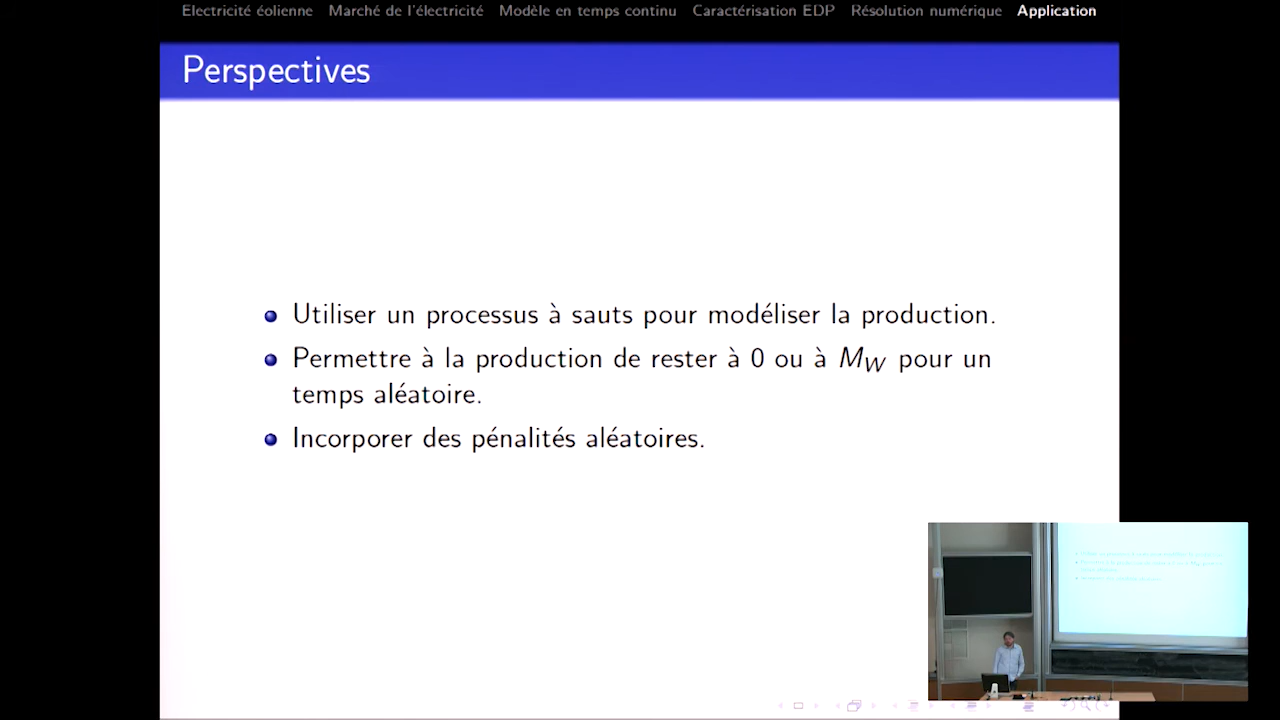 Electricité éolienne Marché de l'électricité Modèle en temps continu Caractérisation EDP Résolution numérique Application
Perspectives
Utiliser un processus à sauts pour modéliser la production.
Permettre à la production de rester à 0 ou à M_W pour un
temps aléatoire.
Incorporer des pénalités aléatoires.